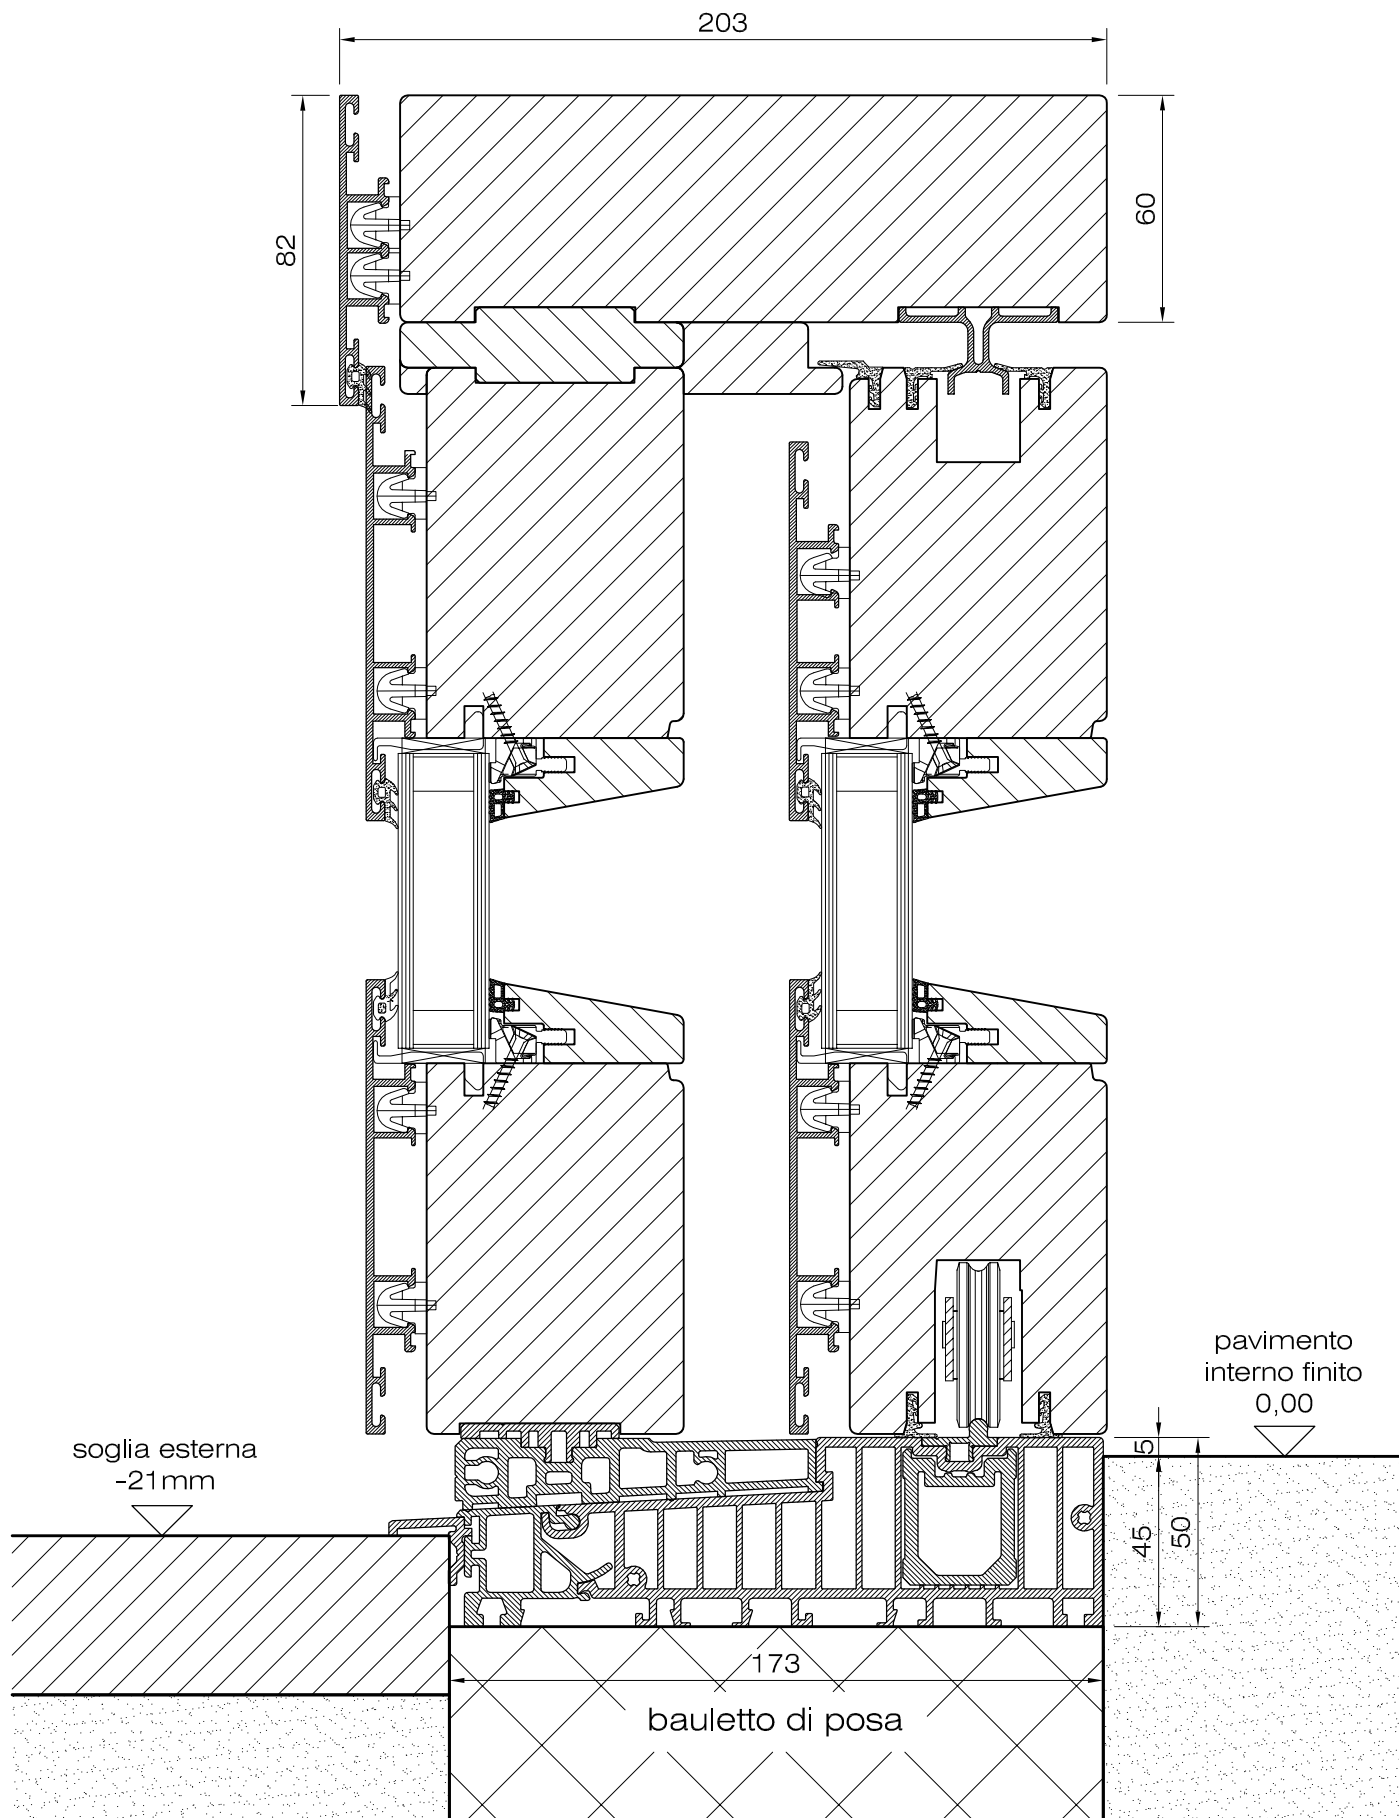 203
82
60
pavimento
interno finito
0,00
soglia esterna
-21mm
5
45
50
173
bauletto di posa